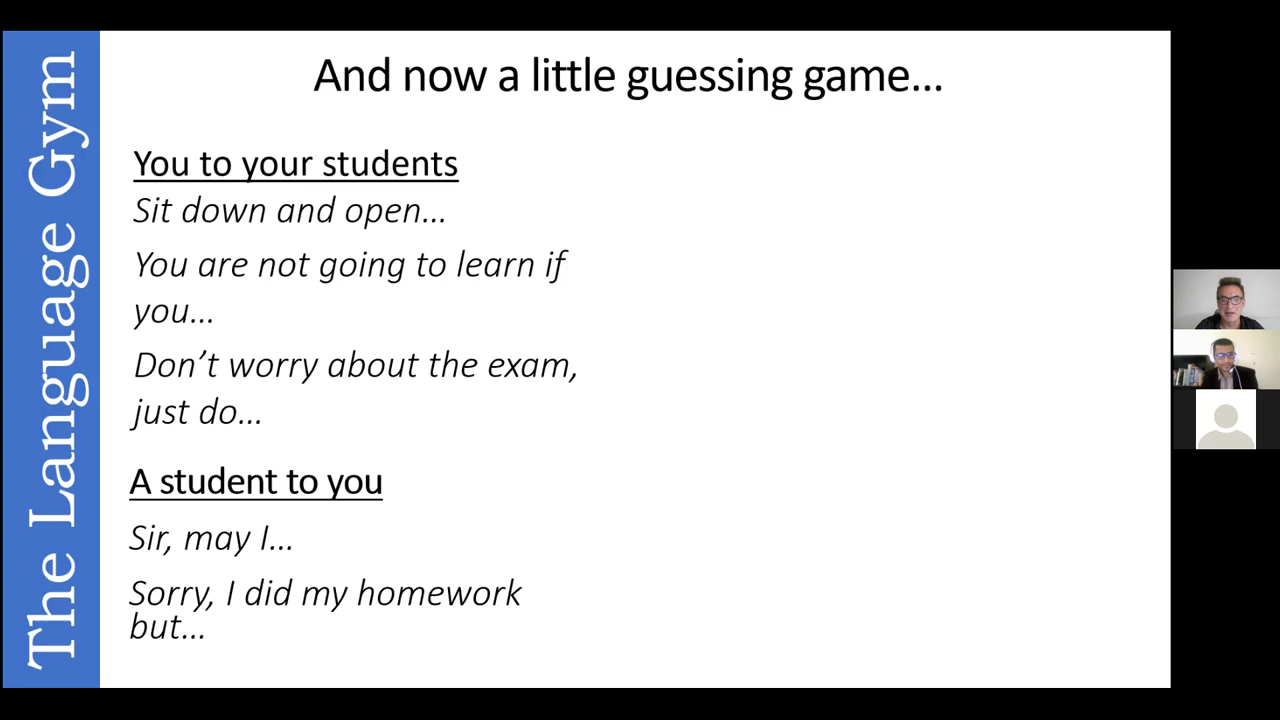 The Language Gym
And now a little guessing game...
You to your students
Sit down and open...
You are not going to learn if
you...
Don’t worry about the exam,
just do...
A student to you
Sir, may I...
Sorry, I did my homework
but...